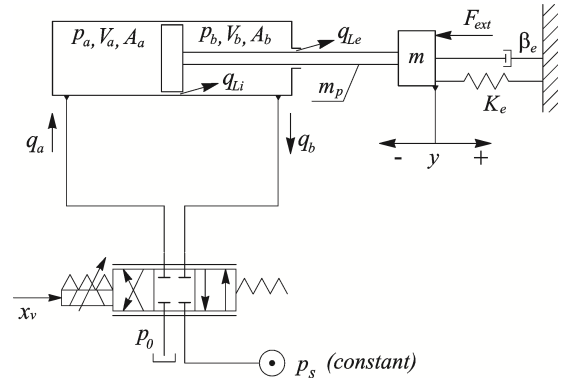 p_a, V_a, A_a
p_b, V_b, A_b
q_Le
F_ext
β_e
m
q_Li
m_p
K_e
q_a
q_b
- y +
x_v
p_0
p_s (constant)